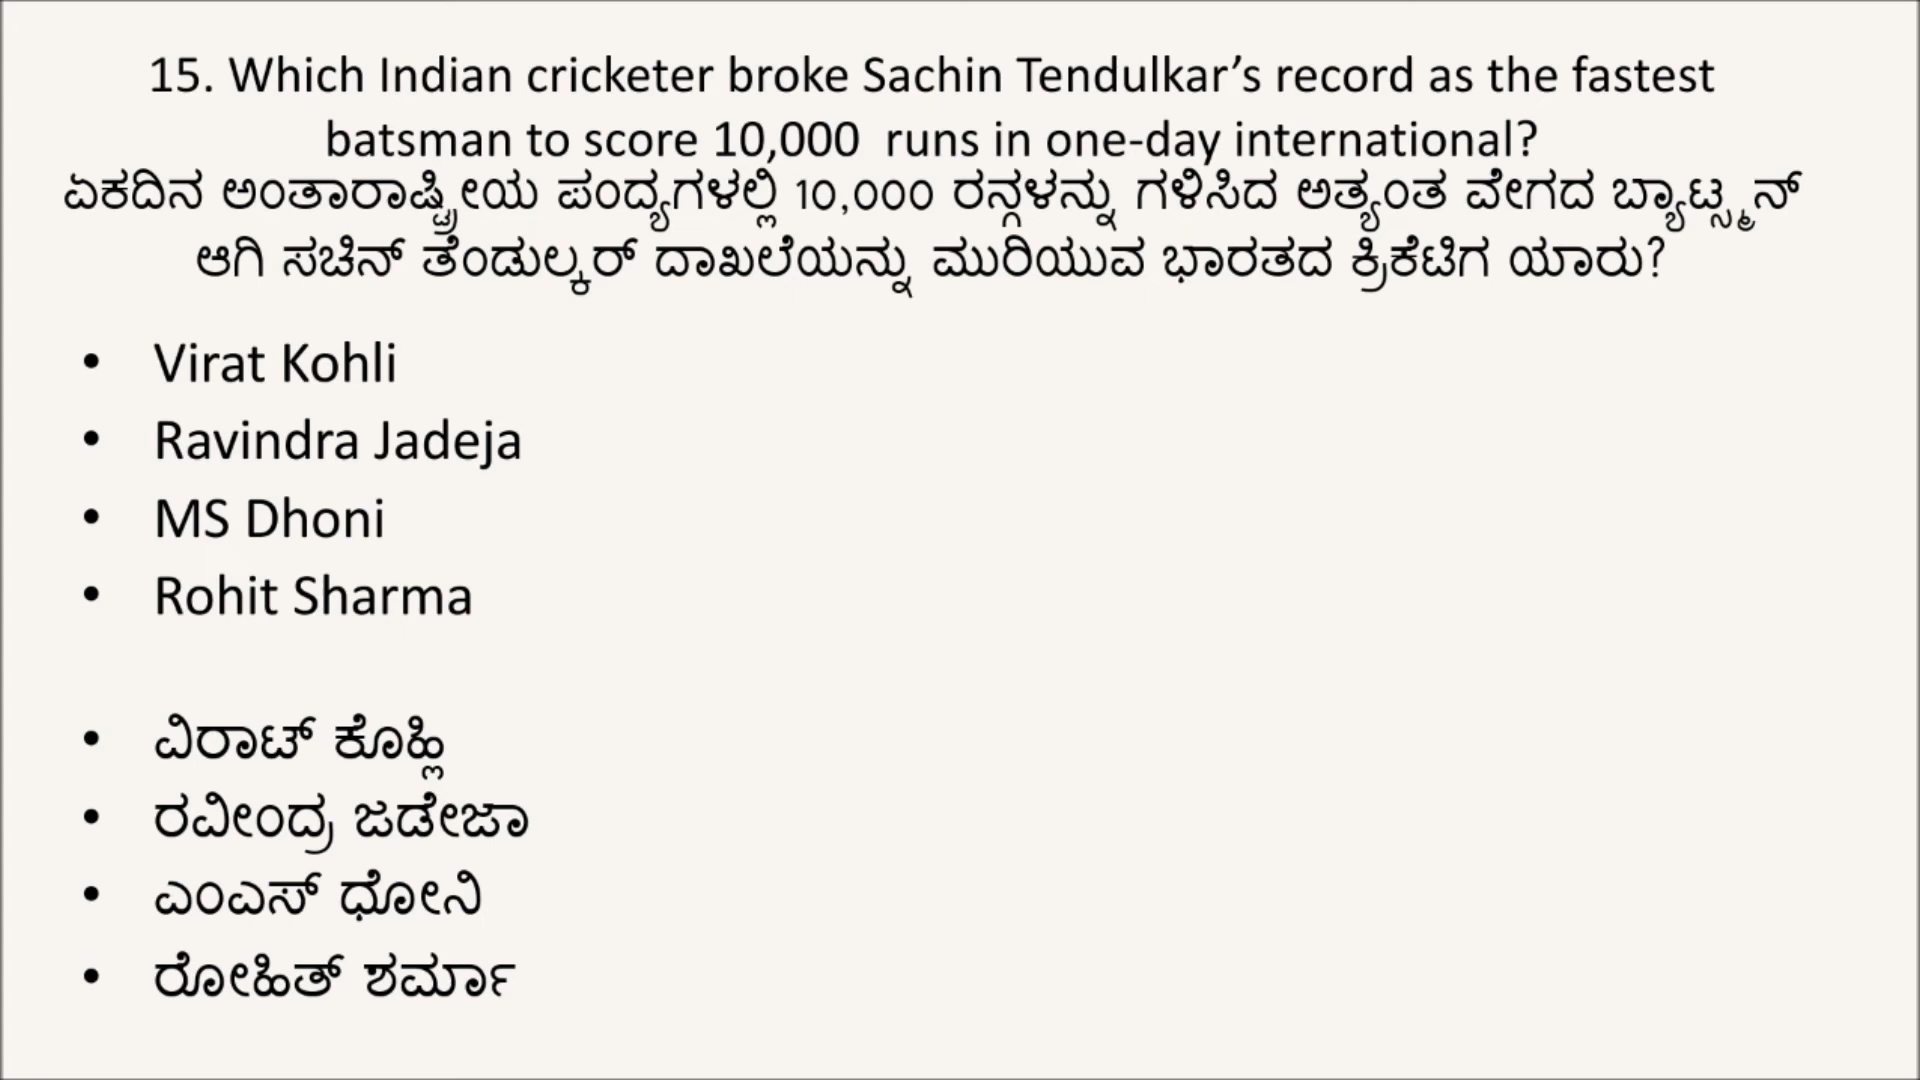 15. Which Indian cricketer broke Sachin Tendulkar’s record as the fastest
batsman to score 10,000 runs in one-day international?
ಏಕದಿನ ಅಂತಾರಾಷ್ಟ್ರೀಯ ಪಂದ್ಯಗಳಲ್ಲಿ 10,000 ರನ್ಗಳನ್ನು ಗಳಿಸಿದ ಅತ್ಯಂತ ವೇಗದ ಬ್ಯಾಟ್ಸ್ಮನ್
ಆಗಿ ಸಚಿನ್ ತೆಂಡುಲ್ಕರ್ ದಾಖಲೆಯನ್ನು ಮುರಿಯುವ ಭಾರತದ ಕ್ರಿಕೆಟಿಗ ಯಾರು?
• Virat Kohli
• Ravindra Jadeja
• MS Dhoni
• Rohit Sharma
• ವಿರಾಟ್ ಕೊಹ್ಲಿ
• ರವೀಂದ್ರ ಜಡೇಜಾ
• ಎಂಎಸ್ ಧೋನಿ
• ರೋಹಿತ್ ಶರ್ಮಾ